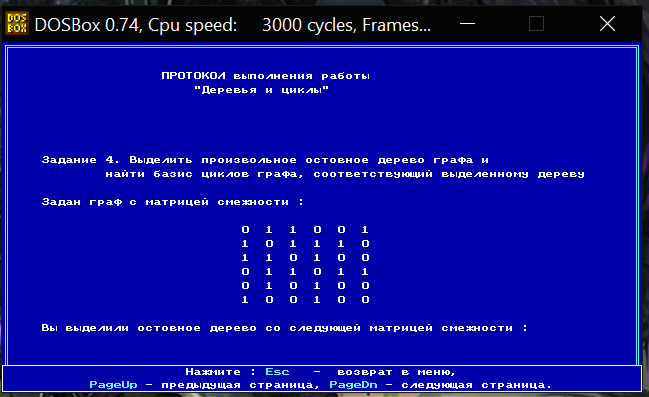 DOSBox 0.74, Cpu speed: 3000 cycles, Frames...
ПРОТОКОЛ выполнения работы
"Деревья и циклы"
Задание 4. Выделить произвольное остовное дерево графа и
найти базис циклов графа, соответствующий выделенному дереву
Задан граф с матрицей смежности :
0 1 1 0 0 1
1 0 1 1 1 0
1 1 0 1 0 0
0 1 1 0 1 1
0 1 0 1 0 0
1 0 0 1 0 0
Вы выделили остовное дерево со следующей матрицей смежности :
Нажмите : Esc - возврат в меню,
PageUp - предыдущая страница, PageDn - следующая страница.